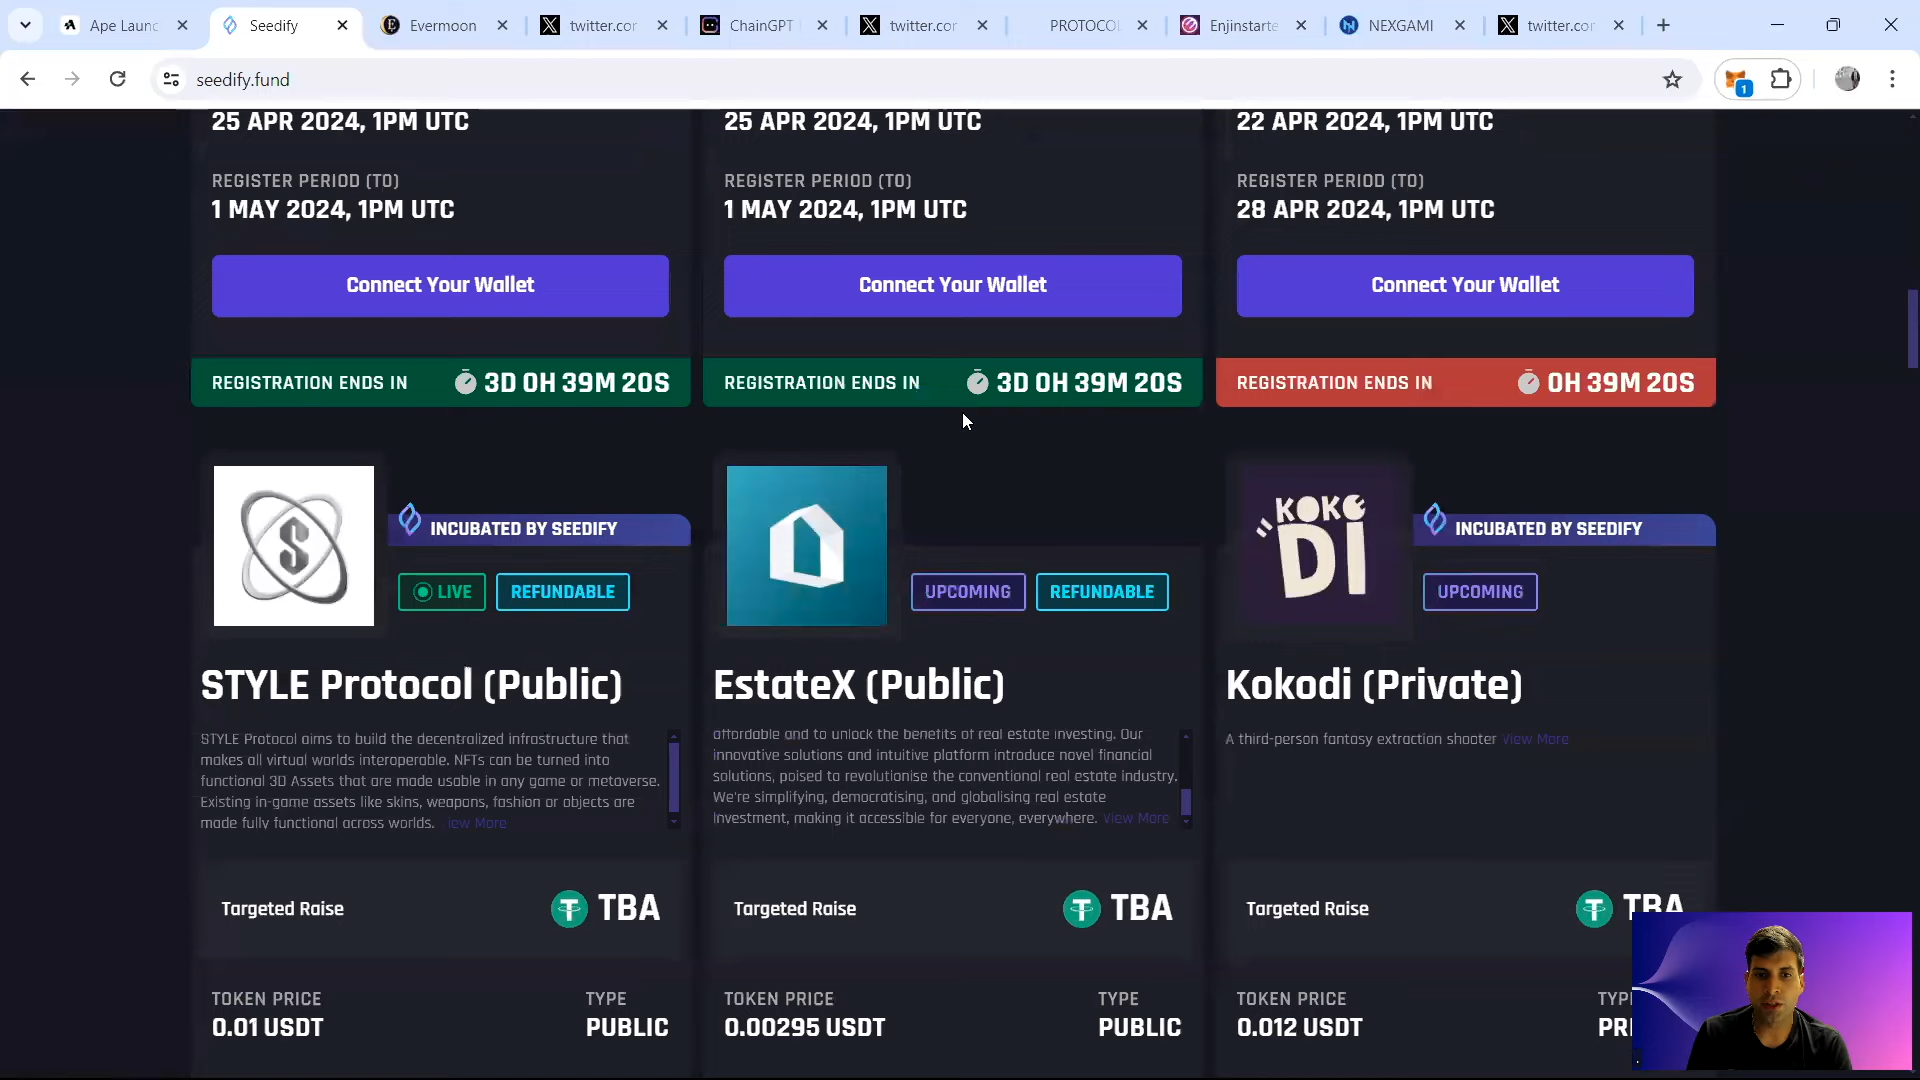 Ape Laun
Seedify
Evermoon
twitter.cor
ChainGPT
twitter.cor
PROTOCOL
Enjinstarte
NEXGAMI
twitter.cor
seedify.fund
1
25 APR 2024, 1PM UTC
25 APR 2024, 1PM UTC
22 APR 2024, 1PM UTC
REGISTER PERIOD (TO)
REGISTER PERIOD (TO)
REGISTER PERIOD (TO)
1 MAY 2024, 1PM UTC
1 MAY 2024, 1PM UTC
28 APR 2024, 1PM UTC
Connect Your Wallet
Connect Your Wallet
Connect Your Wallet
REGISTRATION ENDS IN 3D 0H 39M 20S
REGISTRATION ENDS IN 3D 0H 39M 20S
REGISTRATION ENDS IN 0H 39M 20S
INCUBATED BY SEEDIFY
LIVE REFUNDABLE
STYLE Protocol (Public)
STYLE Protocol aims to build the decentralized infrastructure that
makes all virtual worlds interoperable. NFTs can be turned into
functional 3D Assets that are made usable in any game or metaverse.
Existing in-game assets like skins, weapons, fashion or objects are
made fully functional across worlds. iew More
Targeted Raise TBA
TOKEN PRICE TYPE
0.01 USDT PUBLIC
UPCOMING REFUNDABLE
EstateX (Public)
affordable and to unlock the benefits of real estate investing. Our
innovative solutions and intuitive platform introduce novel financial
solutions, poised to revolutionise the conventional real estate industry.
We're simplifying, democratising, and globalising real estate
investment, making it accessible for everyone, everywhere. View More
Targeted Raise TBA
TOKEN PRICE TYPE
0.00295 USDT PUBLIC
KOKO
DI
INCUBATED BY SEEDIFY
UPCOMING
Kokodi (Private)
A third-person fantasy extraction shooter View More
Targeted Raise TBA
TOKEN PRICE TYP
0.012 USDT PRI